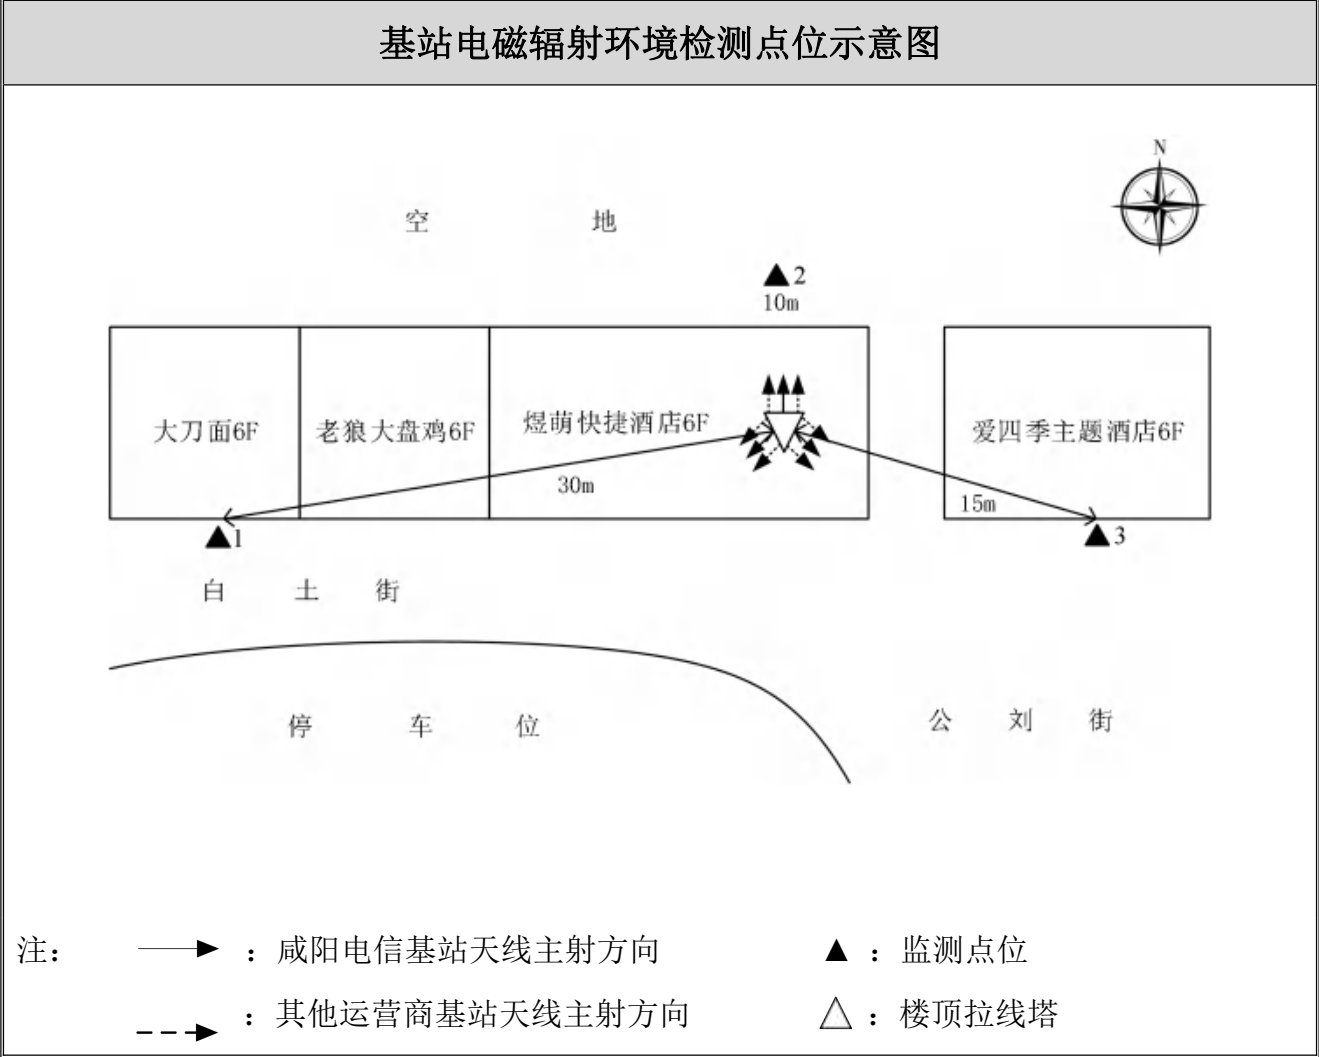 基站电磁辐射环境检测点位示意图
N
空 地
▲2
10m
大刀面6F 老狼大盘鸡6F 煜萌快捷酒店6F 爱四季主题酒店6F
30m
15m
▲1
▲3
白 土 街
停 车 位
公 刘 街
注： ：咸阳电信基站天线主射方向 ▲：监测点位
：其他运营商基站天线主射方向 △：楼顶拉线塔